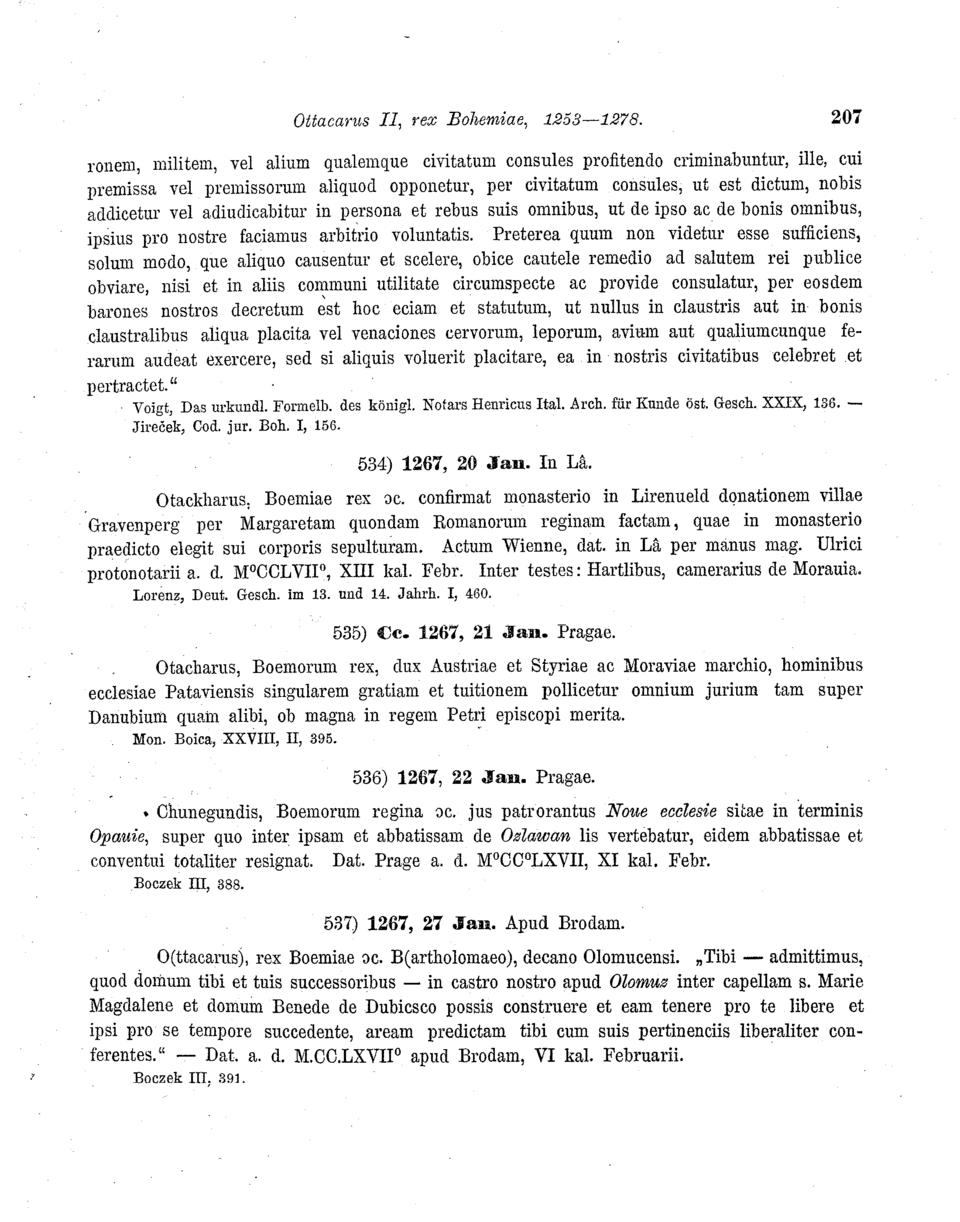 Ottacarus II, rex Bohemiae, 1253—1278. 207
ronem, militem, vel alium qualemque civitatum consules profitendo criminabuntur, ille, cui
premissa vel premissorum aliquod opponetur, per civitatum consules, ut est dictum, nobis
addicetur vel adiudicabitur in persona et rebus suis omnibus, ut de ipso ac de bonis omnibus,
ipsius pro nostre faciamus arbitrio voluntatis. Preterea quum non videtur esse sufficiens,
solum modo, que aliquo causentur et scelere, obice cautele remedio ad salutem rei publice
obviare, nisi et in aliis communi utilitate circumspecte ac provide consulatur, per eosdem
barones nostros decretum est hoc eciam et statutum, ut nullus in claustris aut in bonis
claustralibus aliqua placita vel venaciones cervorum, leporum, avium aut qualiumcunque fe-
rarum audeat exercere, sed si aliquis voluerit placitare, ea in nostris civitatibus celebret et
pertractet.“
Voigt, Das urkundl. Formelb. des königl. Notars Henricus Ital. Arch. für Kunde öst. Gesch. XXIX, 136. —
Jireček, Cod. jur. Boh. I, 156.
534) 1267, 20 Jan. In Lâ.
Otackharus, Boemiae rex ɔc. confirmat monasterio in Lirenueld donationem villae
Gravenperg per Margaretam quondam Romanorum reginam factam, quae in monasterio
praedicto elegit sui corporis sepulturam. Actum Wienne, dat. in Lâ per manus mag. Ulrici
protonotarii a. d. M⁰CCLVII⁰, XIII kal. Febr. Inter testes: Hartlibus, camerarius de Morauia.
Lorenz, Deut. Gesch. im 13. und 14. Jahrh. I, 460.
535) Cc. 1267, 21 Jan. Pragae.
Otacharus, Boemorum rex, dux Austriae et Styriae ac Moraviae marchio, hominibus
ecclesiae Pataviensis singularem gratiam et tuitionem pollicetur omnium jurium tam super
Danubium quam alibi, ob magna in regem Petri episcopi merita.
Mon. Boica, XXVIII, II, 395.
536) 1267, 22 Jan. Pragae.
Chunegundis, Boemorum regina ɔc. jus patrorantus Noue ecclesie sitae in terminis
Opauie, super quo inter ipsam et abbatissam de Ozlawan lis vertebatur, eidem abbatissae et
conventui totaliter resignat. Dat. Prage a. d. M⁰CC⁰LXVII, XI kal. Febr.
Boczek III, 388.
537) 1267, 27 Jan. Apud Brodam.
O(ttacarus), rex Boemiae ɔc. B(artholomaeo), decano Olomucensi. „Tibi — admittimus,
quod domum tibi et tuis successoribus — in castro nostro apud Olomuz inter capellam s. Marie
Magdalene et domum Benede de Dubicsco possis construere et eam tenere pro te libere et
ipsi pro se tempore succedente, aream predictam tibi cum suis pertinenciis liberaliter con-
ferentes.“ — Dat. a. d. M.CC.LXVII⁰ apud Brodam, VI kal. Februarii.
Boczek III, 391.